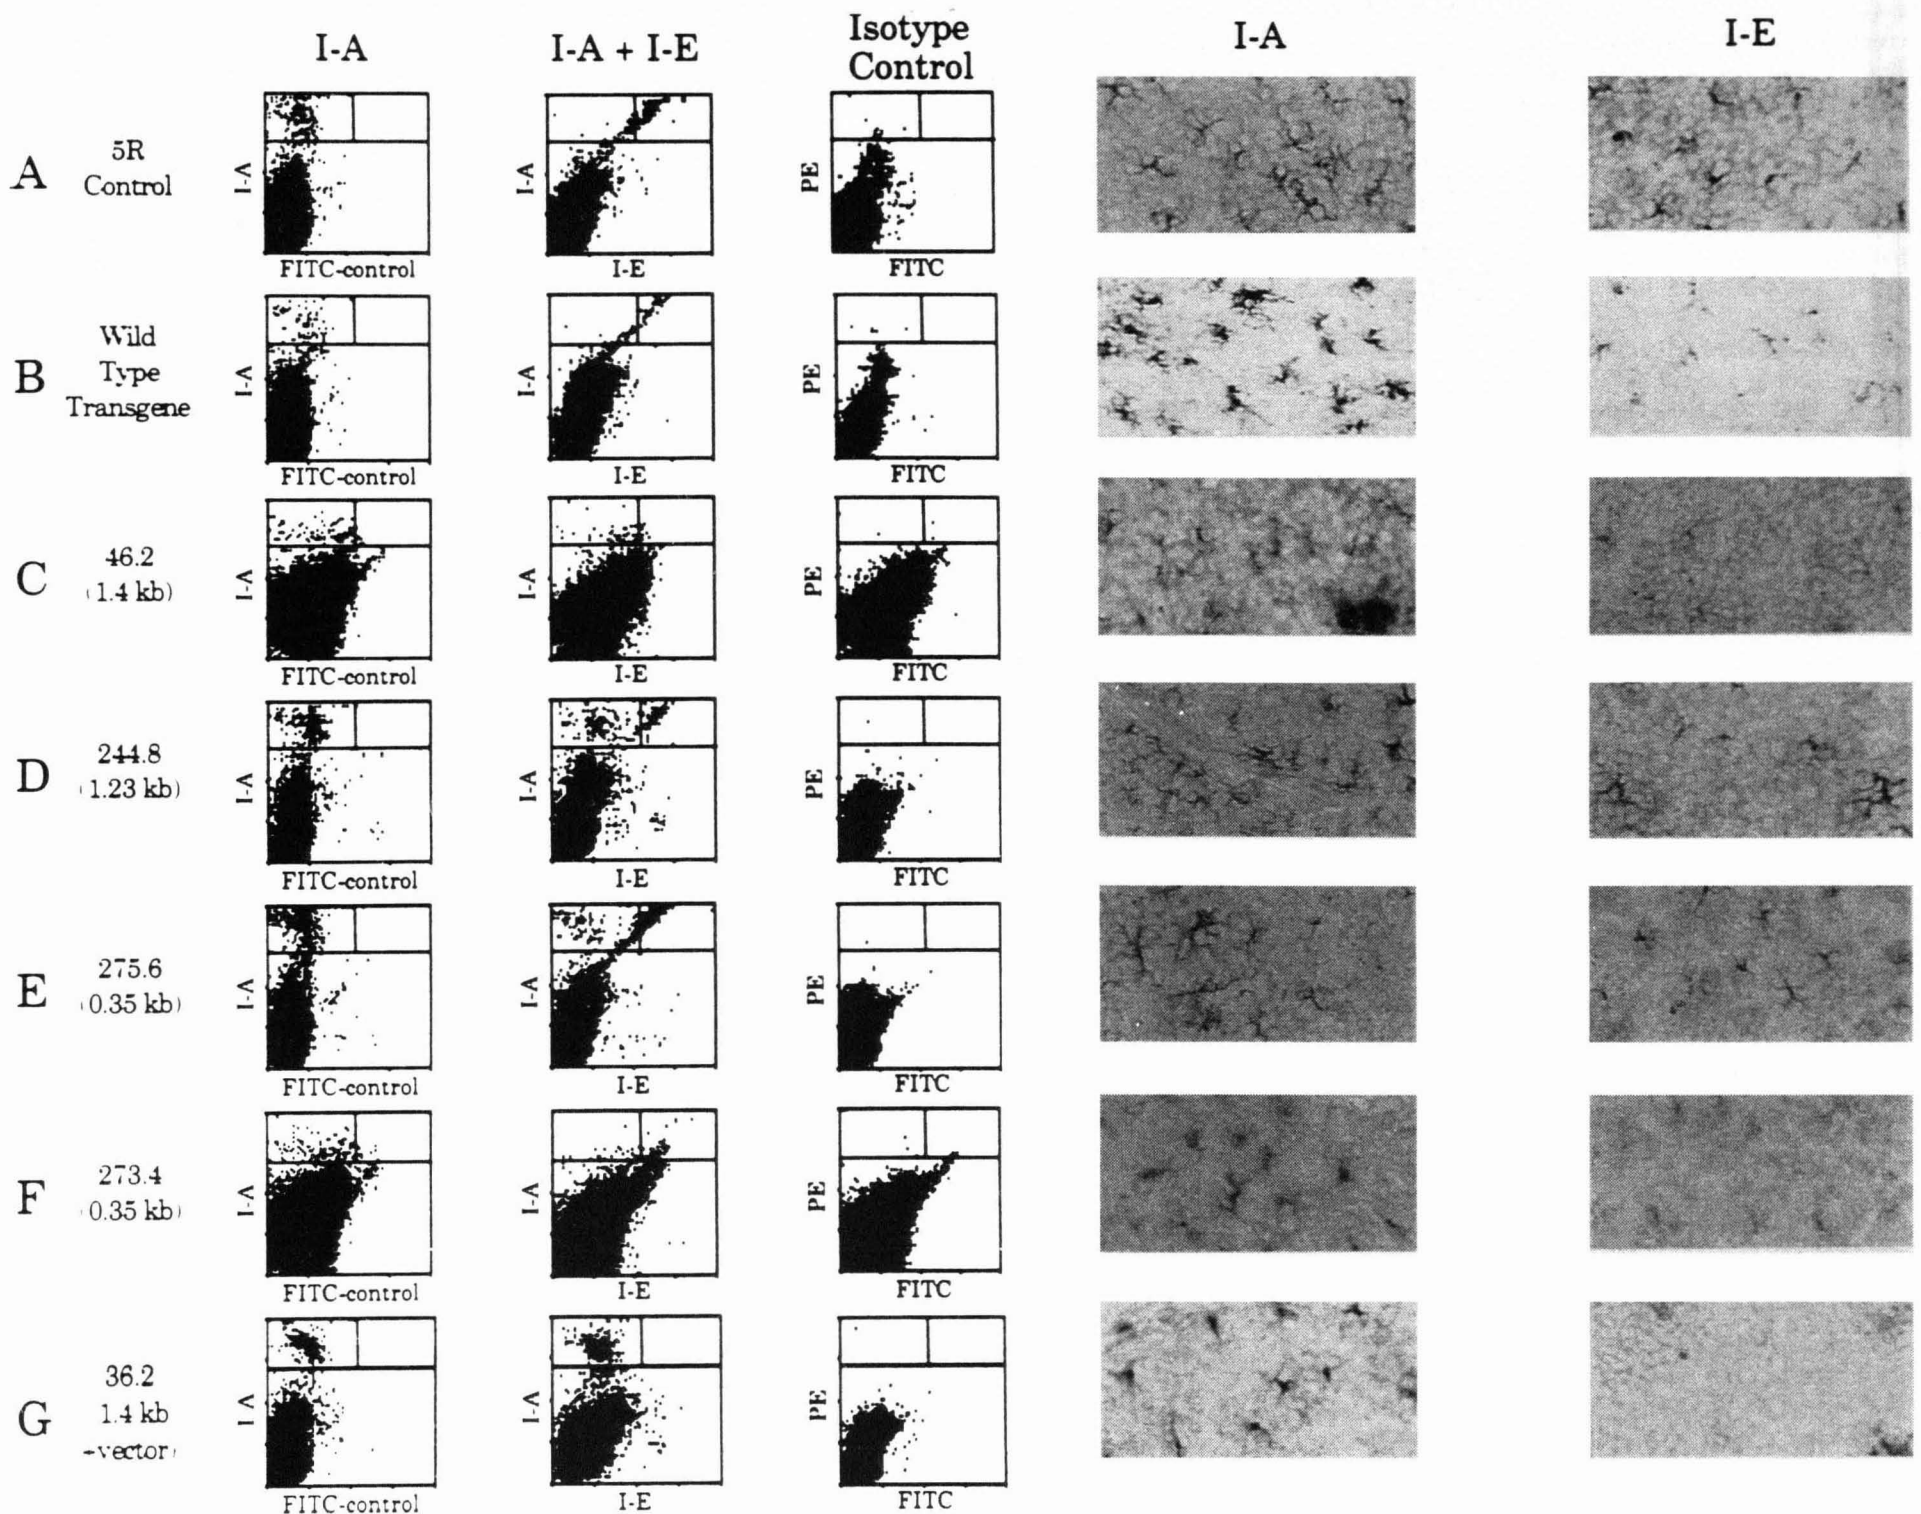 I-A
I-A + I-E
Isotype
Control
I-A
I-E
A
5R
Control
I-A
FITC-control
I-A
I-E
PE
FITC
B
Wild
Type
Transgene
I-A
FITC-control
I-A
I-E
PE
FITC
C
46.2
(1.4 kb)
I-A
FITC-control
I-A
I-E
PE
FITC
D
244.8
(1.23 kb)
I-A
FITC-control
I-A
I-E
PE
FITC
E
275.6
(0.35 kb)
I-A
FITC-control
I-A
I-E
PE
FITC
F
273.4
(0.35 kb)
I-A
FITC-control
I-A
I-E
PE
FITC
G
36.2
1.4 kb
+vector)
I-A
FITC-control
I-A
I-E
PE
FITC